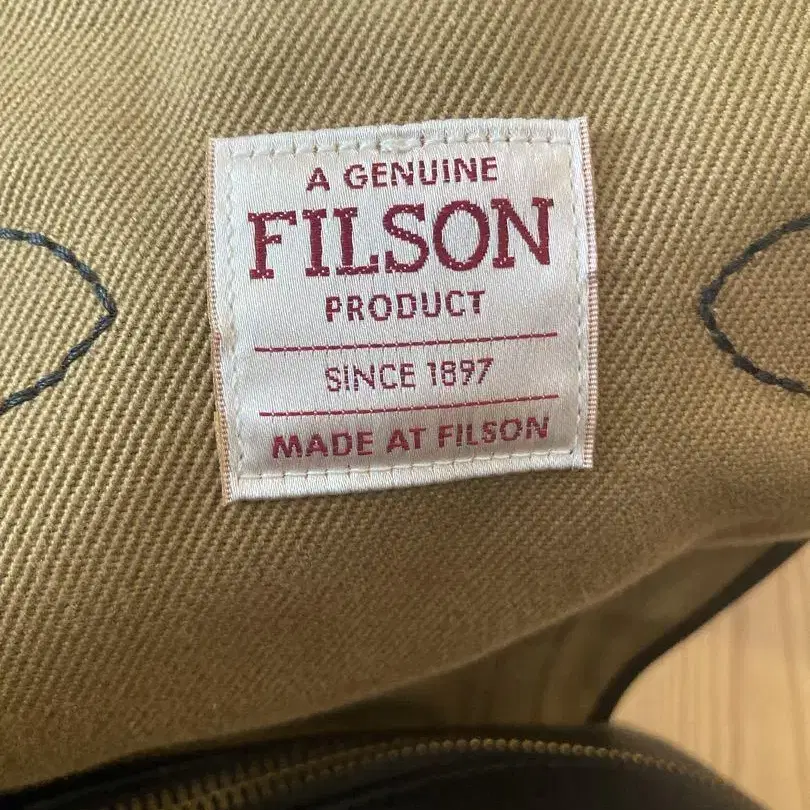 A GENUINE
FILSON
PRODUCT
SINCE 1897
MADE AT FILSON